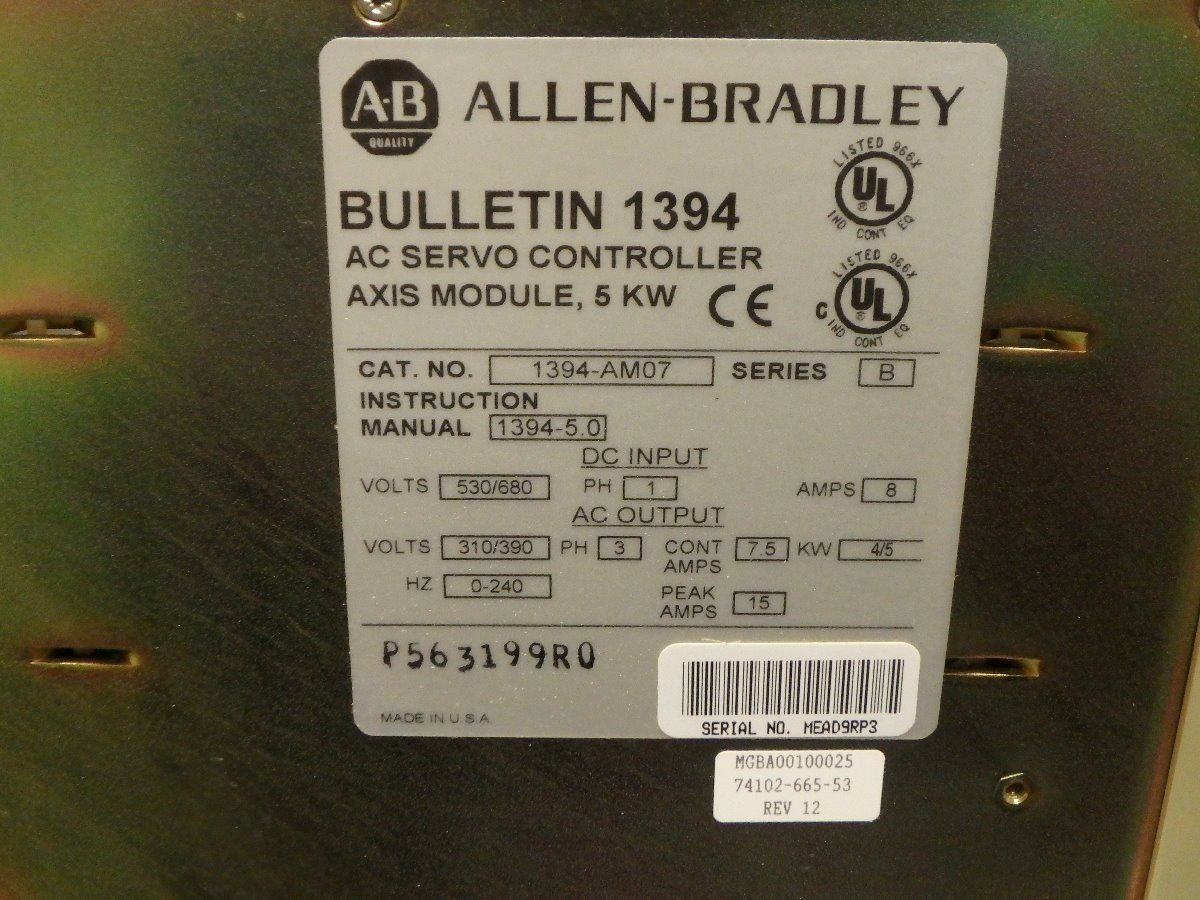 A-B ALLEN-BRADLEY
QUALITY
LISTED 966X
UL ®
IND CONT EQ
BULLETIN 1394
AC SERVO CONTROLLER
AXIS MODULE, 5 KW CE
LISTED 966X
C UL ®
IND CONT EQ
CAT. NO. 1394-AM07 SERIES B
INSTRUCTION
MANUAL 1394-5.0
DC INPUT
VOLTS 530/680 PH 1 AMPS 8
AC OUTPUT
VOLTS 310/390 PH 3 CONT AMPS 7.5 KW 4/5
HZ 0-240 PEAK AMPS 15
P563199R0
MADE IN U.S.A.
SERIAL NO. MEAD9RP3
MGBA00100025
74102-665-53
REV 12